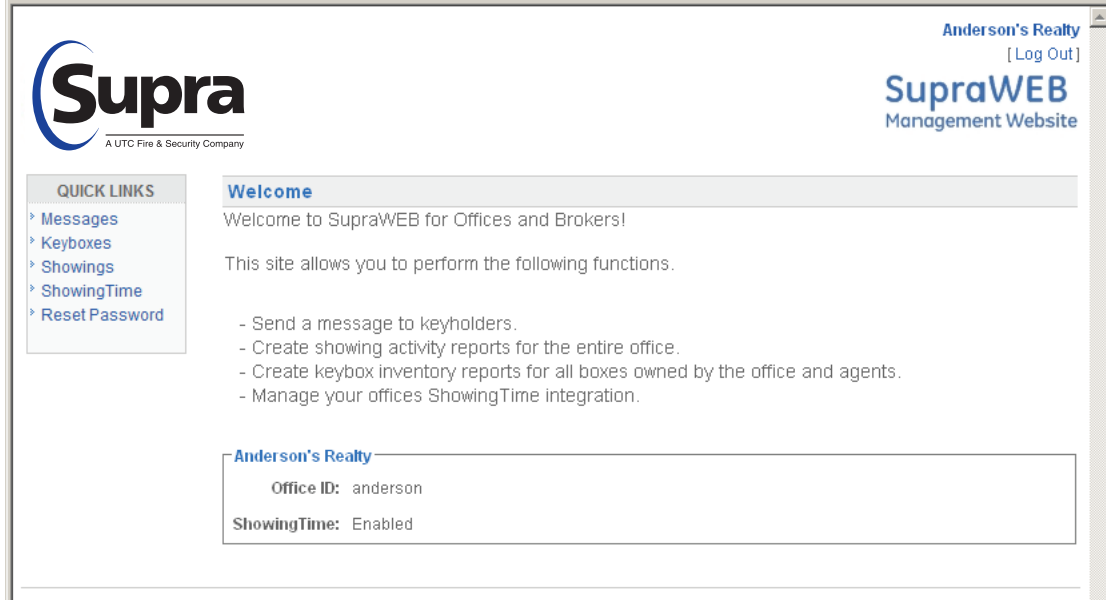 Anderson's Realty
[ Log Out ]
Supra
A UTC Fire & Security Company
SupraWEB
Management Website
QUICK LINKS
Messages
Keyboxes
Showings
ShowingTime
Reset Password
Welcome
Welcome to SupraWEB for Offices and Brokers!
This site allows you to perform the following functions.
- Send a message to keyholders.
- Create showing activity reports for the entire office.
- Create keybox inventory reports for all boxes owned by the office and agents.
- Manage your offices ShowingTime integration.
Anderson's Realty
Office ID: anderson
ShowingTime: Enabled